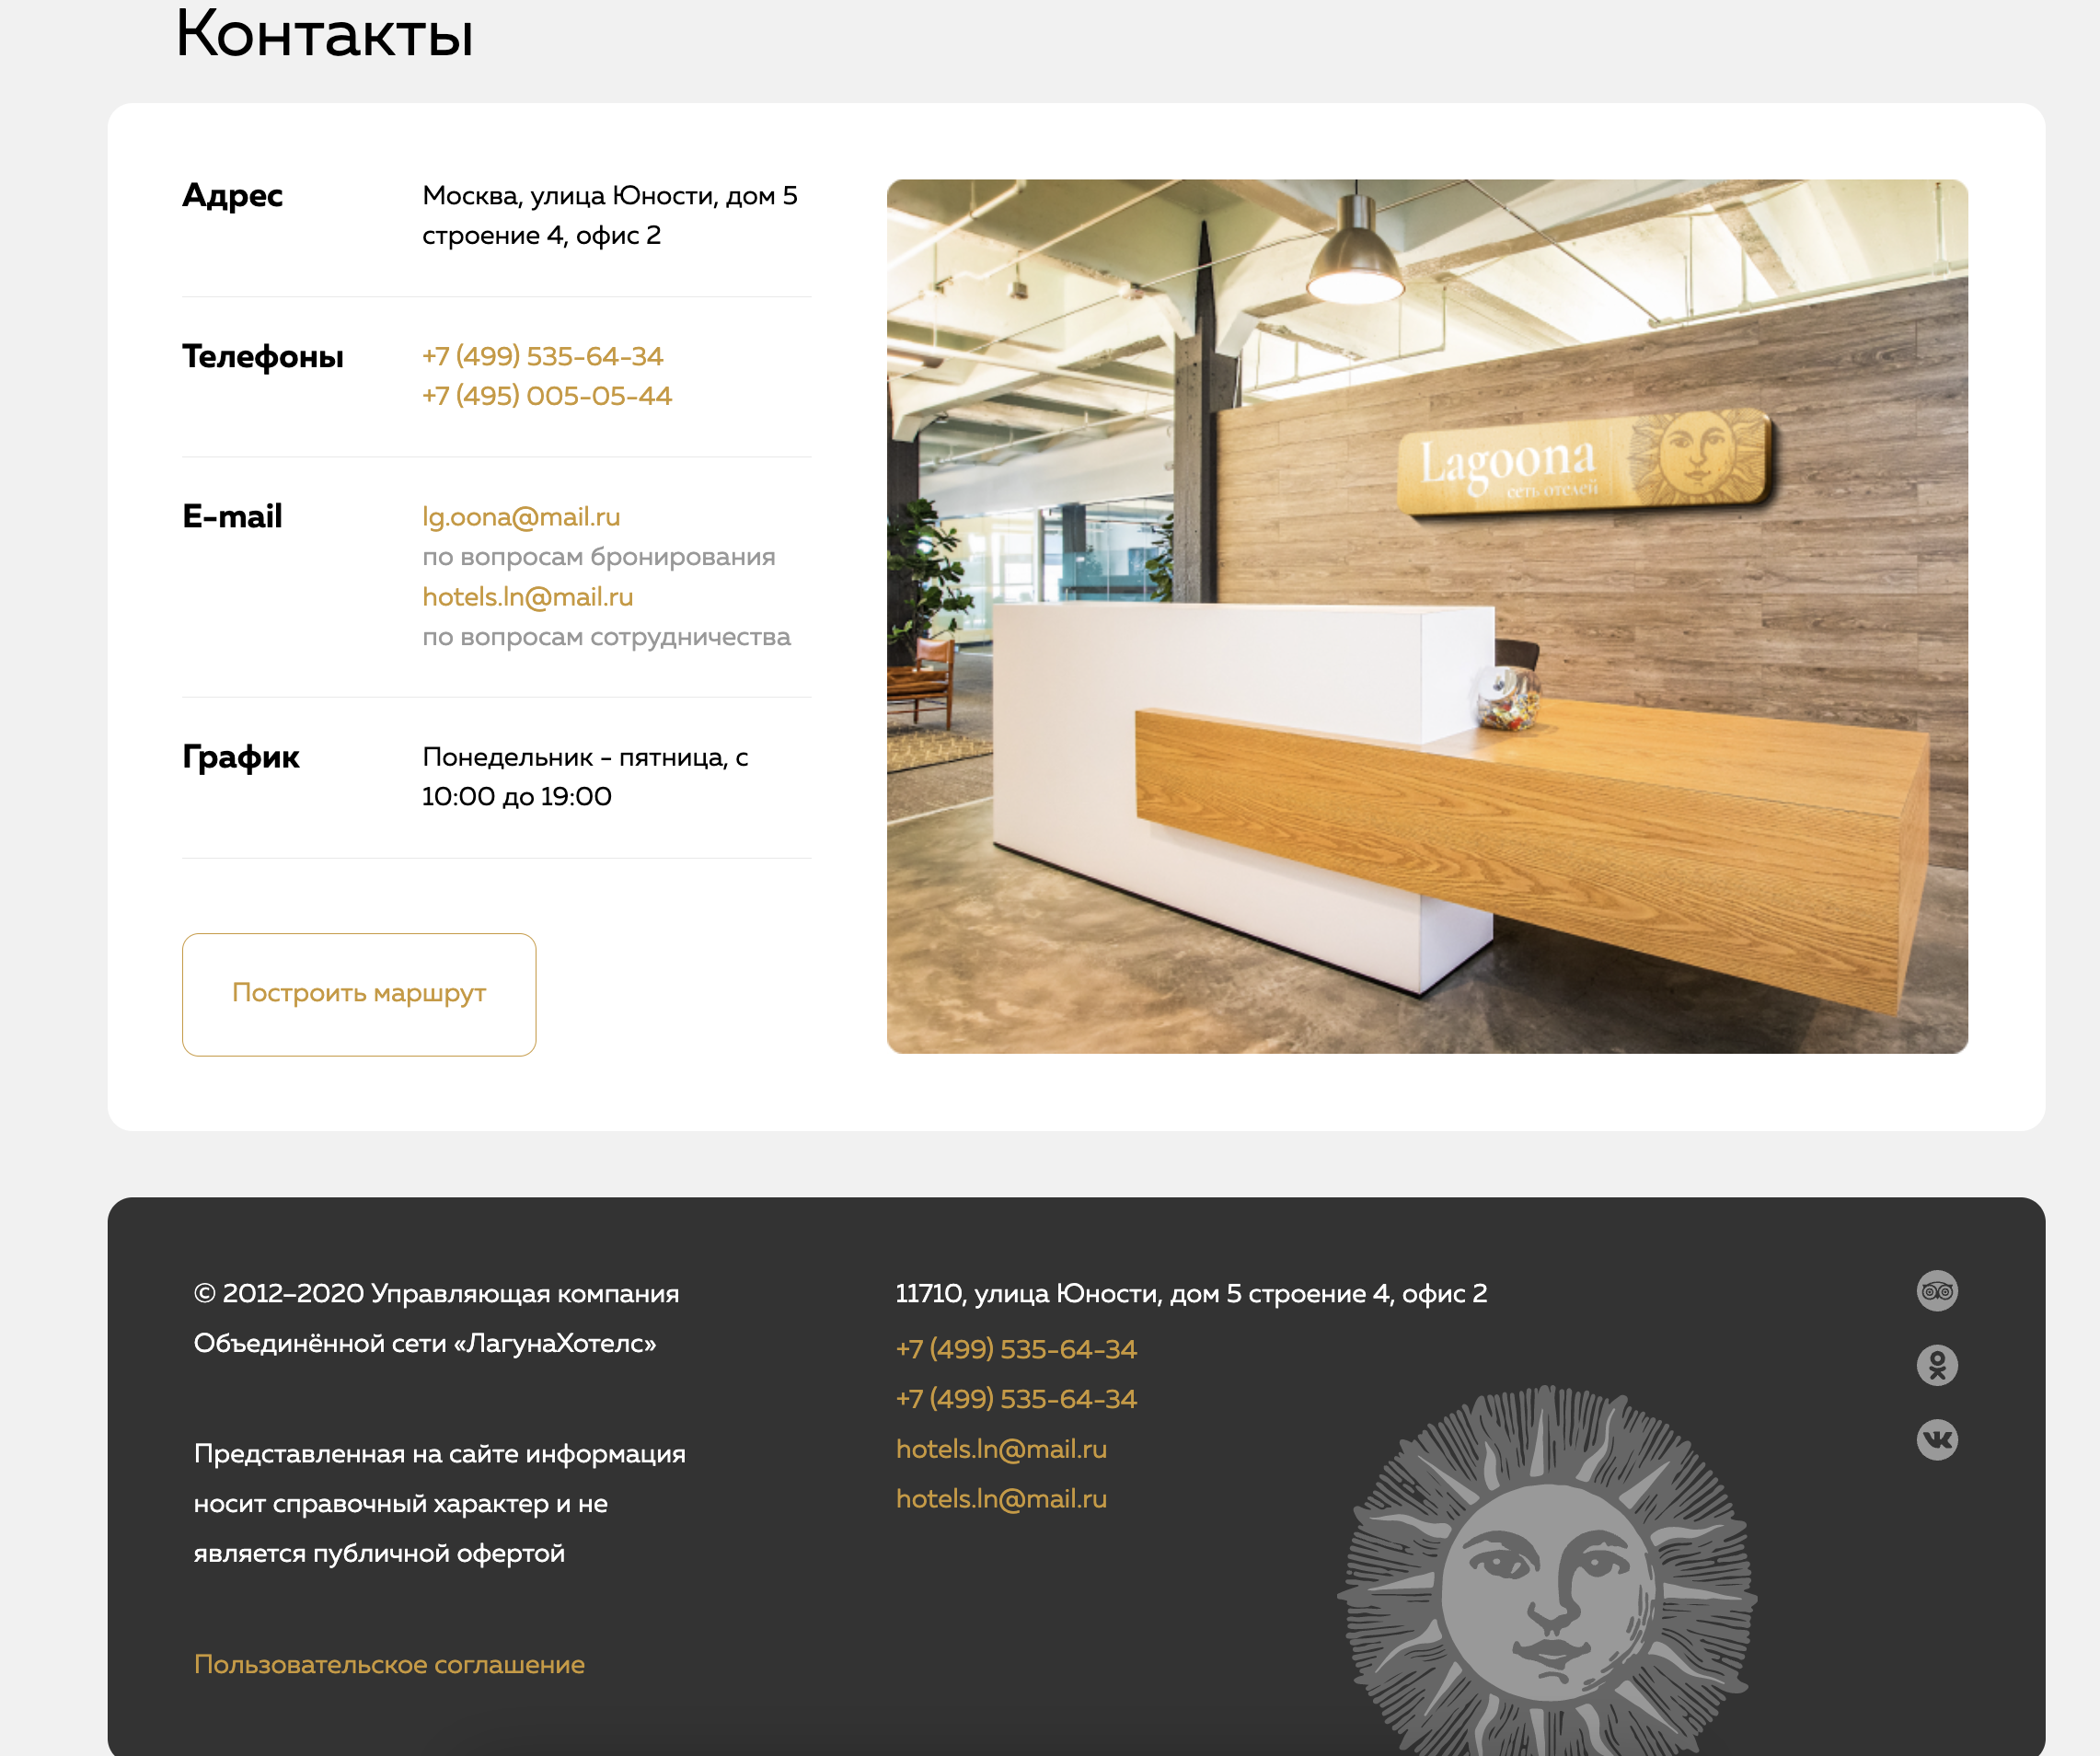 Контакты
Адрес
Москва, улица Юности, дом 5
строение 4, офис 2
Телефоны
+7 (499) 535-64-34
+7 (495) 005-05-44
E-mail
lg.oona@mail.ru
по вопросам бронирования
hotels.ln@mail.ru
по вопросам сотрудничества
График
Понедельник - пятница, с
10:00 до 19:00
Построить маршрут
Lagoona
сеть отелей
© 2012–2020 Управляющая компания
Объединённой сети «ЛагунаХотелс»
Представленная на сайте информация
носит справочный характер и не
является публичной офертой
Пользовательское соглашение
11710, улица Юности, дом 5 строение 4, офис 2
+7 (499) 535-64-34
+7 (499) 535-64-34
hotels.ln@mail.ru
hotels.ln@mail.ru